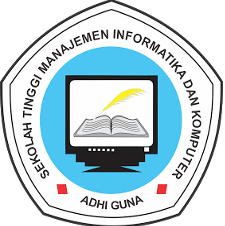 SEKOLAH TINGGI MANAJEMEN INFORMATIKA DAN KOMPUTER
ADHI GUNA